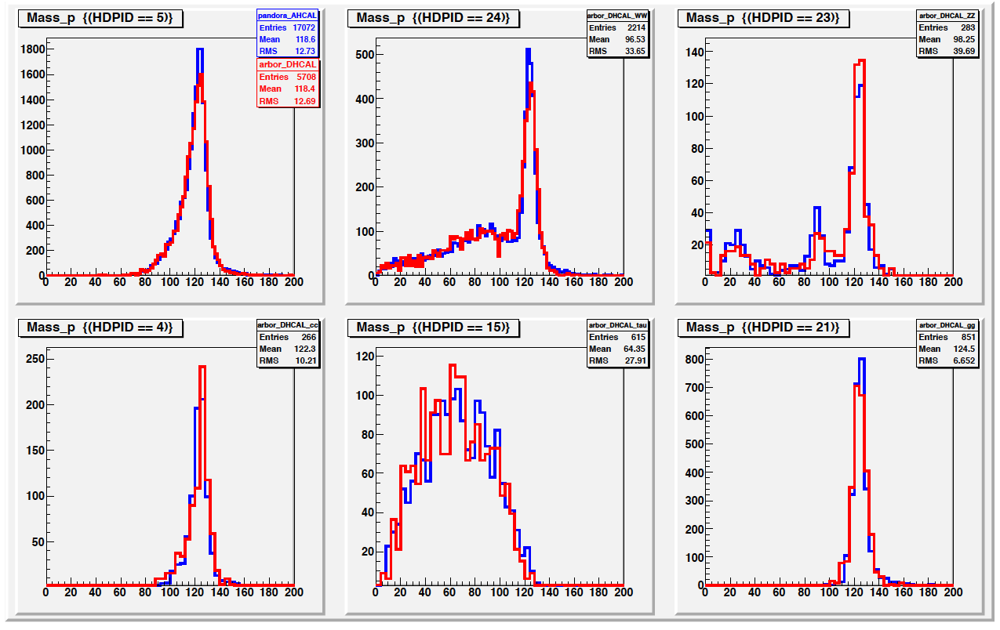 Mass_p {(HDPID == 5)}
pandora_AHCAL
Entries 17072
Mean 118.6
RMS 12.73
arbor_DHCAL
Entries 5708
Mean 118.4
RMS 12.69
1800
1600
1400
1200
1000
800
600
400
200
0
0 20 40 60 80 100 120 140 160 180 200
Mass_p {(HDPID == 24)}
arbor_DHCAL_WW
Entries 2214
Mean 96.53
RMS 33.65
500
400
300
200
100
0
0 20 40 60 80 100 120 140 160 180 200
Mass_p {(HDPID == 23)}
arbor_DHCAL_ZZ
Entries 283
Mean 98.25
RMS 39.69
140
120
100
80
60
40
20
0 20 40 60 80 100 120 140 160 180 200
Mass_p {(HDPID == 4)}
arbor_DHCAL_cc
Entries 266
Mean 122.3
RMS 10.21
250
200
150
100
50
0 20 40 60 80 100 120 140 160 180 200
Mass_p {(HDPID == 15)}
arbor_DHCAL_tau
Entries 615
Mean 64.35
RMS 27.91
120
100
80
60
40
20
0 20 40 60 80 100 120 140 160 180 200
Mass_p {(HDPID == 21)}
arbor_DHCAL_gg
Entries 851
Mean 124.5
RMS 6.652
800
700
600
500
400
300
200
100
0
0 20 40 60 80 100 120 140 160 180 200